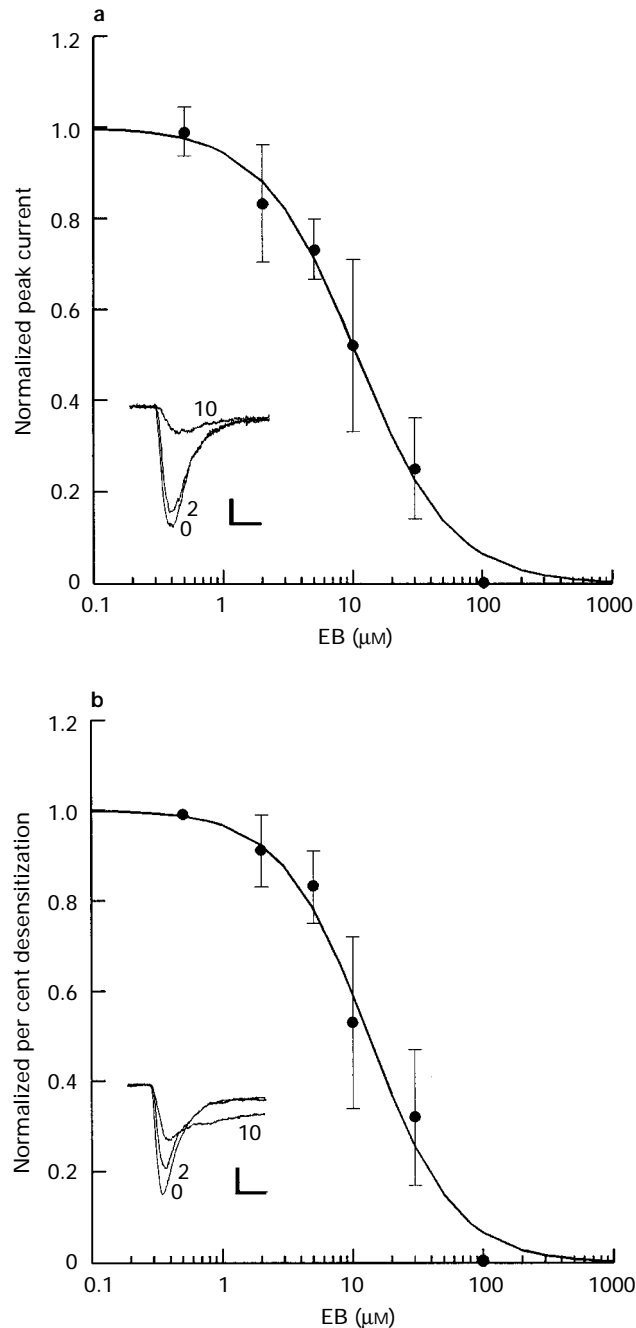 a
1.2
1.0
0.8
0.6
0.4
0.2
0
Normalized peak current
10
2
0
0.1 1 10 100 1000
EB (μM)
b
1.2
1.0
0.8
0.6
0.4
0.2
0
Normalized per cent desensitization
10
2
0
0.1 1 10 100 1000
EB (μM)